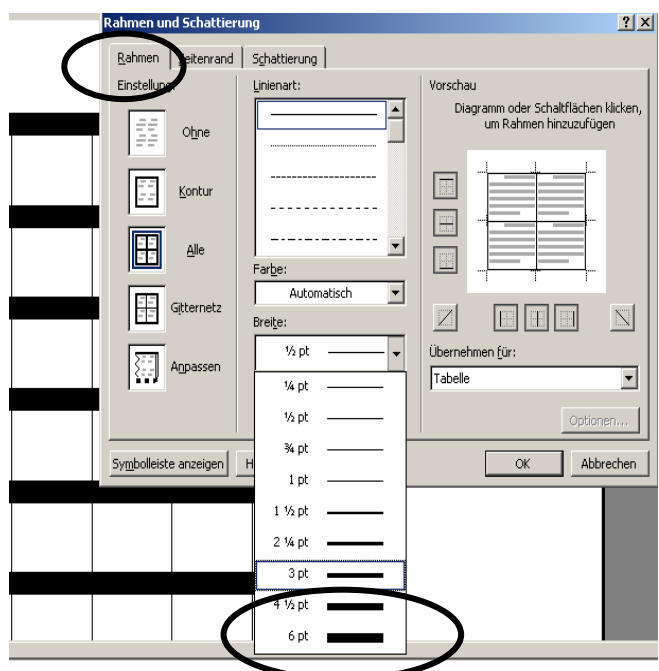 Rahmen und Schattierung
Rahmen Seitenrand Schattierung
Einstellung:
Ohne
Kontur
Alle
Gitternetz
Anpassen
Linienart:
Farbe:
Automatisch
Breite:
½ pt
¼ pt
½ pt
¾ pt
1 pt
1 ½ pt
2 ¼ pt
3 pt
4 ½ pt
6 pt
Vorschau
Diagramm oder Schaltflächen klicken,
um Rahmen hinzuzufügen
Übernehmen für:
Tabelle
Optionen...
Symbolleiste anzeigen H
OK Abbrechen